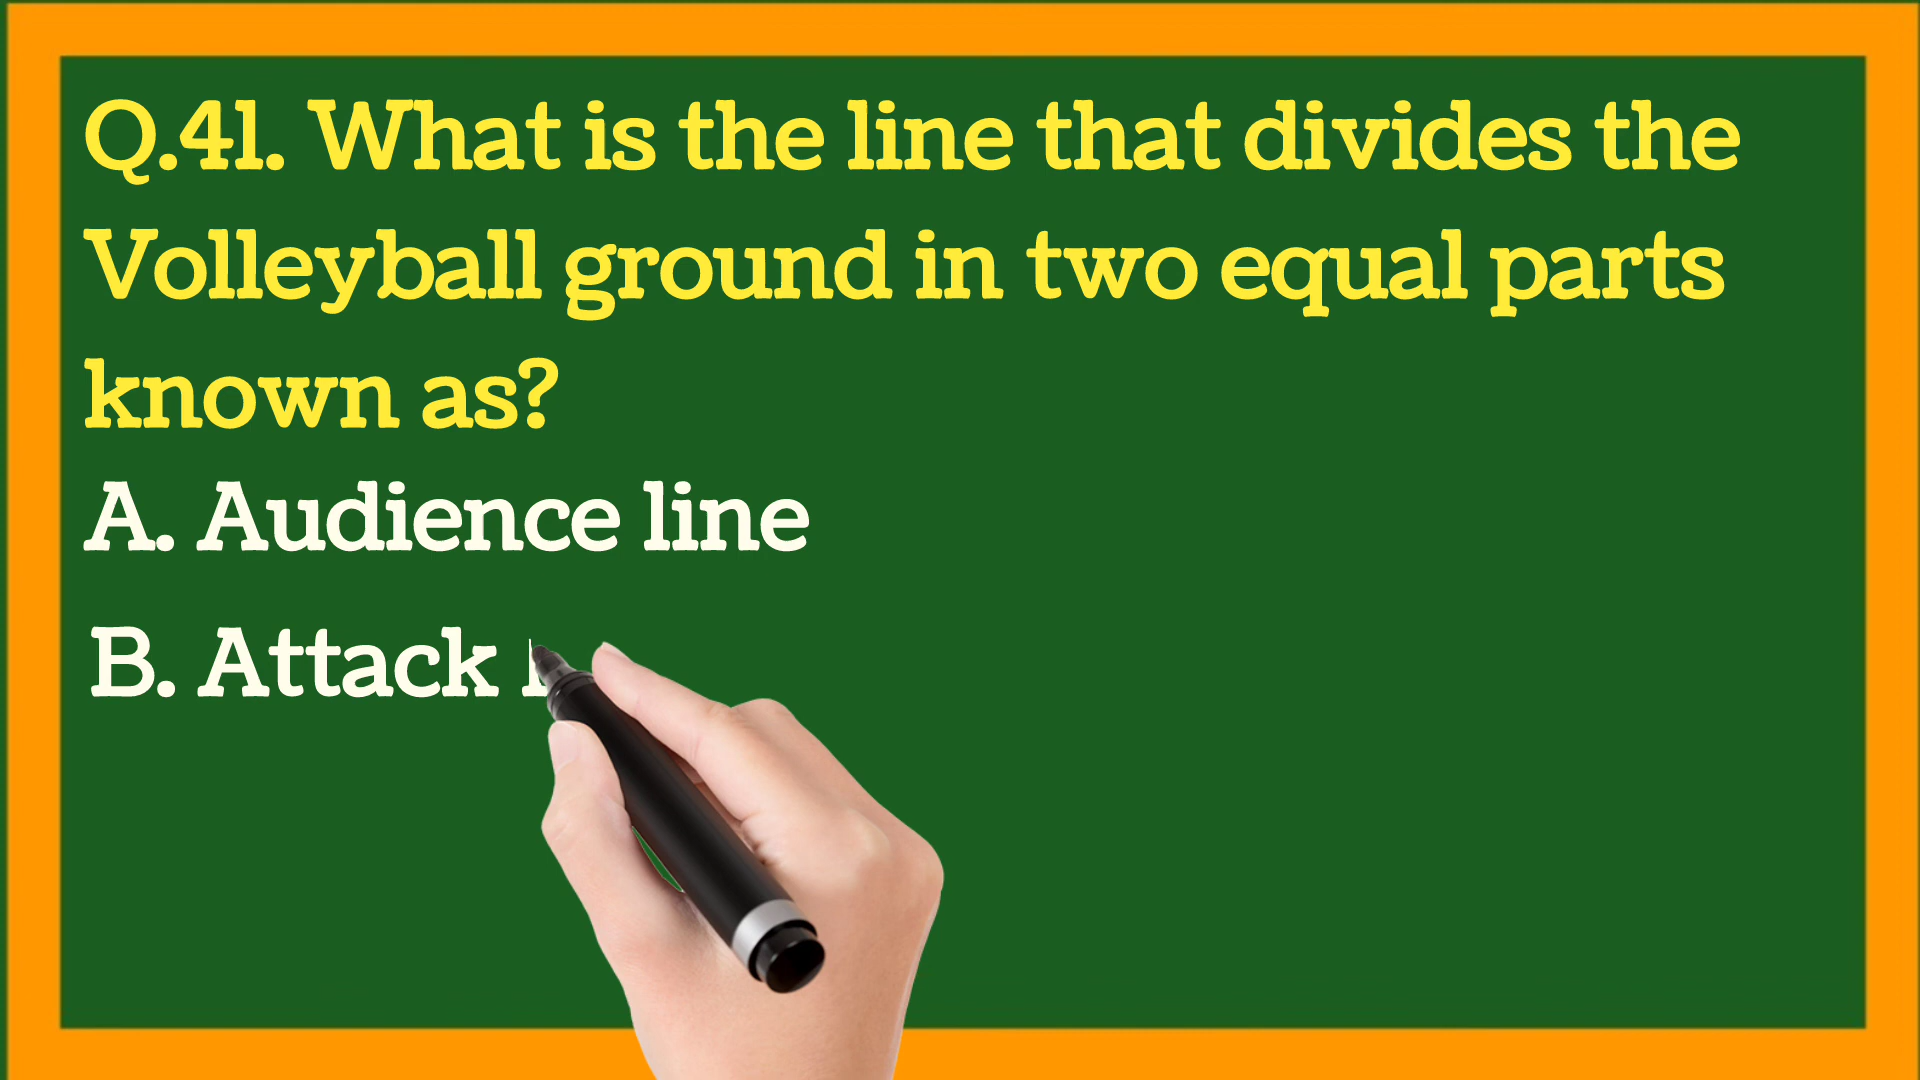 Q.41. What is the line that divides the
Volleyball ground in two equal parts
known as?
A. Audience line
B. Attack